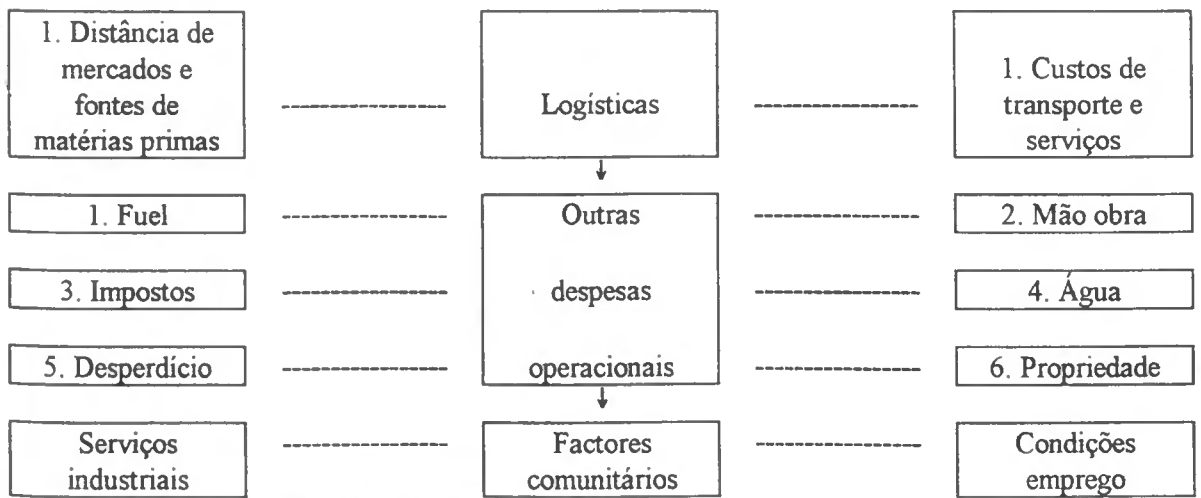 1. Distância de
mercados e
fontes de
matérias primas
Logísticas
1. Custos de
transporte e
serviços
1. Fuel
Outras
2. Mão obra
3. Impostos
despesas
4. Água
5. Desperdício
operacionais
6. Propriedade
Serviços
industriais
Factores
comunitários
Condições
emprego